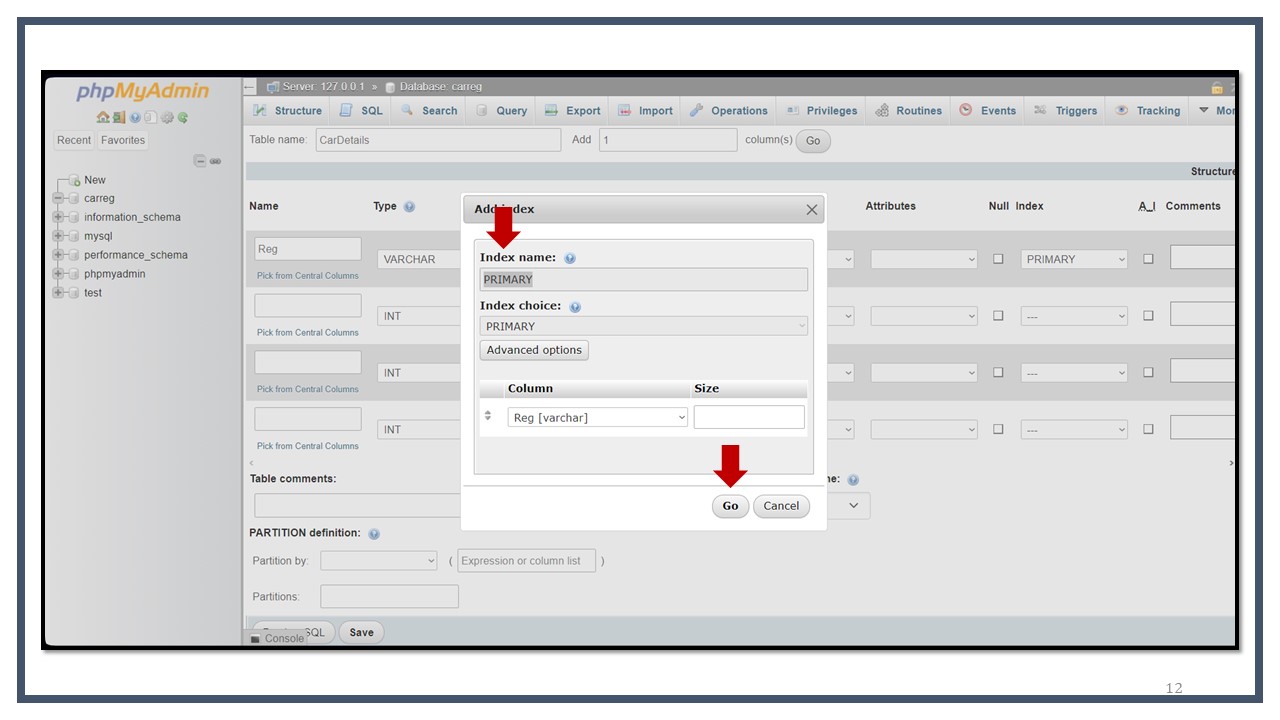 phpMyAdmin
Recent Favorites
New
carreg
information_schema
mysql
performance_schema
phpmyadmin
test
Server: 127.0.0.1 » Database: carreg
Structure SQL Search Query Export Import Operations Privileges Routines Events Triggers Tracking
Table name: CarDetails Add 1 column(s) Go
Structure
Name Type Attributes Null Index A_I Comments
Reg VARCHAR PRIMARY
Pick from Central Columns
INT ---
Pick from Central Columns
INT ---
Pick from Central Columns
INT ---
Pick from Central Columns
Table comments:
PARTITION definition:
Partition by: ( Expression or column list )
Partitions:
SQL Save
Console
Index name:
PRIMARY
Index choice:
PRIMARY
Advanced options
Column Size
Reg [varchar]
Go Cancel
12